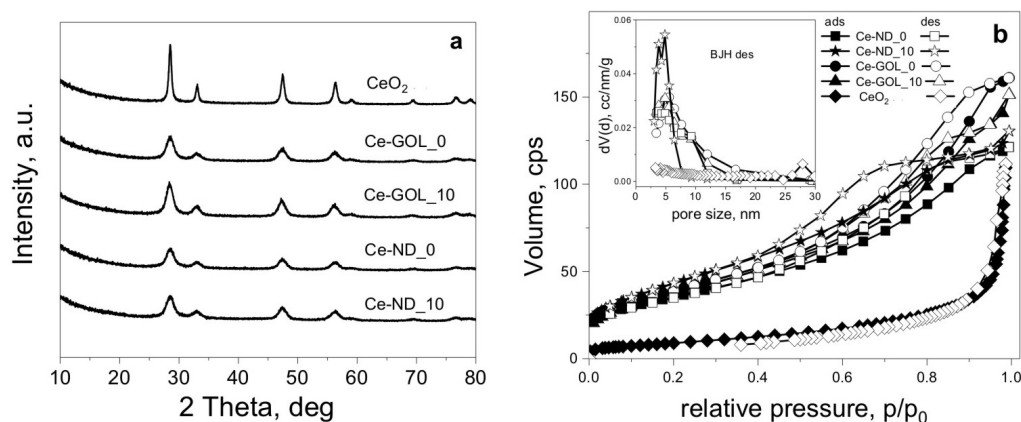 a
CeO2
Ce-GOL_0
Ce-GOL_10
Ce-ND_0
Ce-ND_10
Intensity, a.u.
10 20 30 40 50 60 70 80
2 Theta, deg
b
ads des
Ce-ND_0
Ce-ND_10
Ce-GOL_0
Ce-GOL_10
CeO2
BJH des
dV(d), cc/nm/g
0.06
0.04
0.02
0.00
0 5 10 15 20 25 30
pore size, nm
Volume, cps
150
100
50
0
0.0 0.2 0.4 0.6 0.8 1.0
relative pressure, p/p0